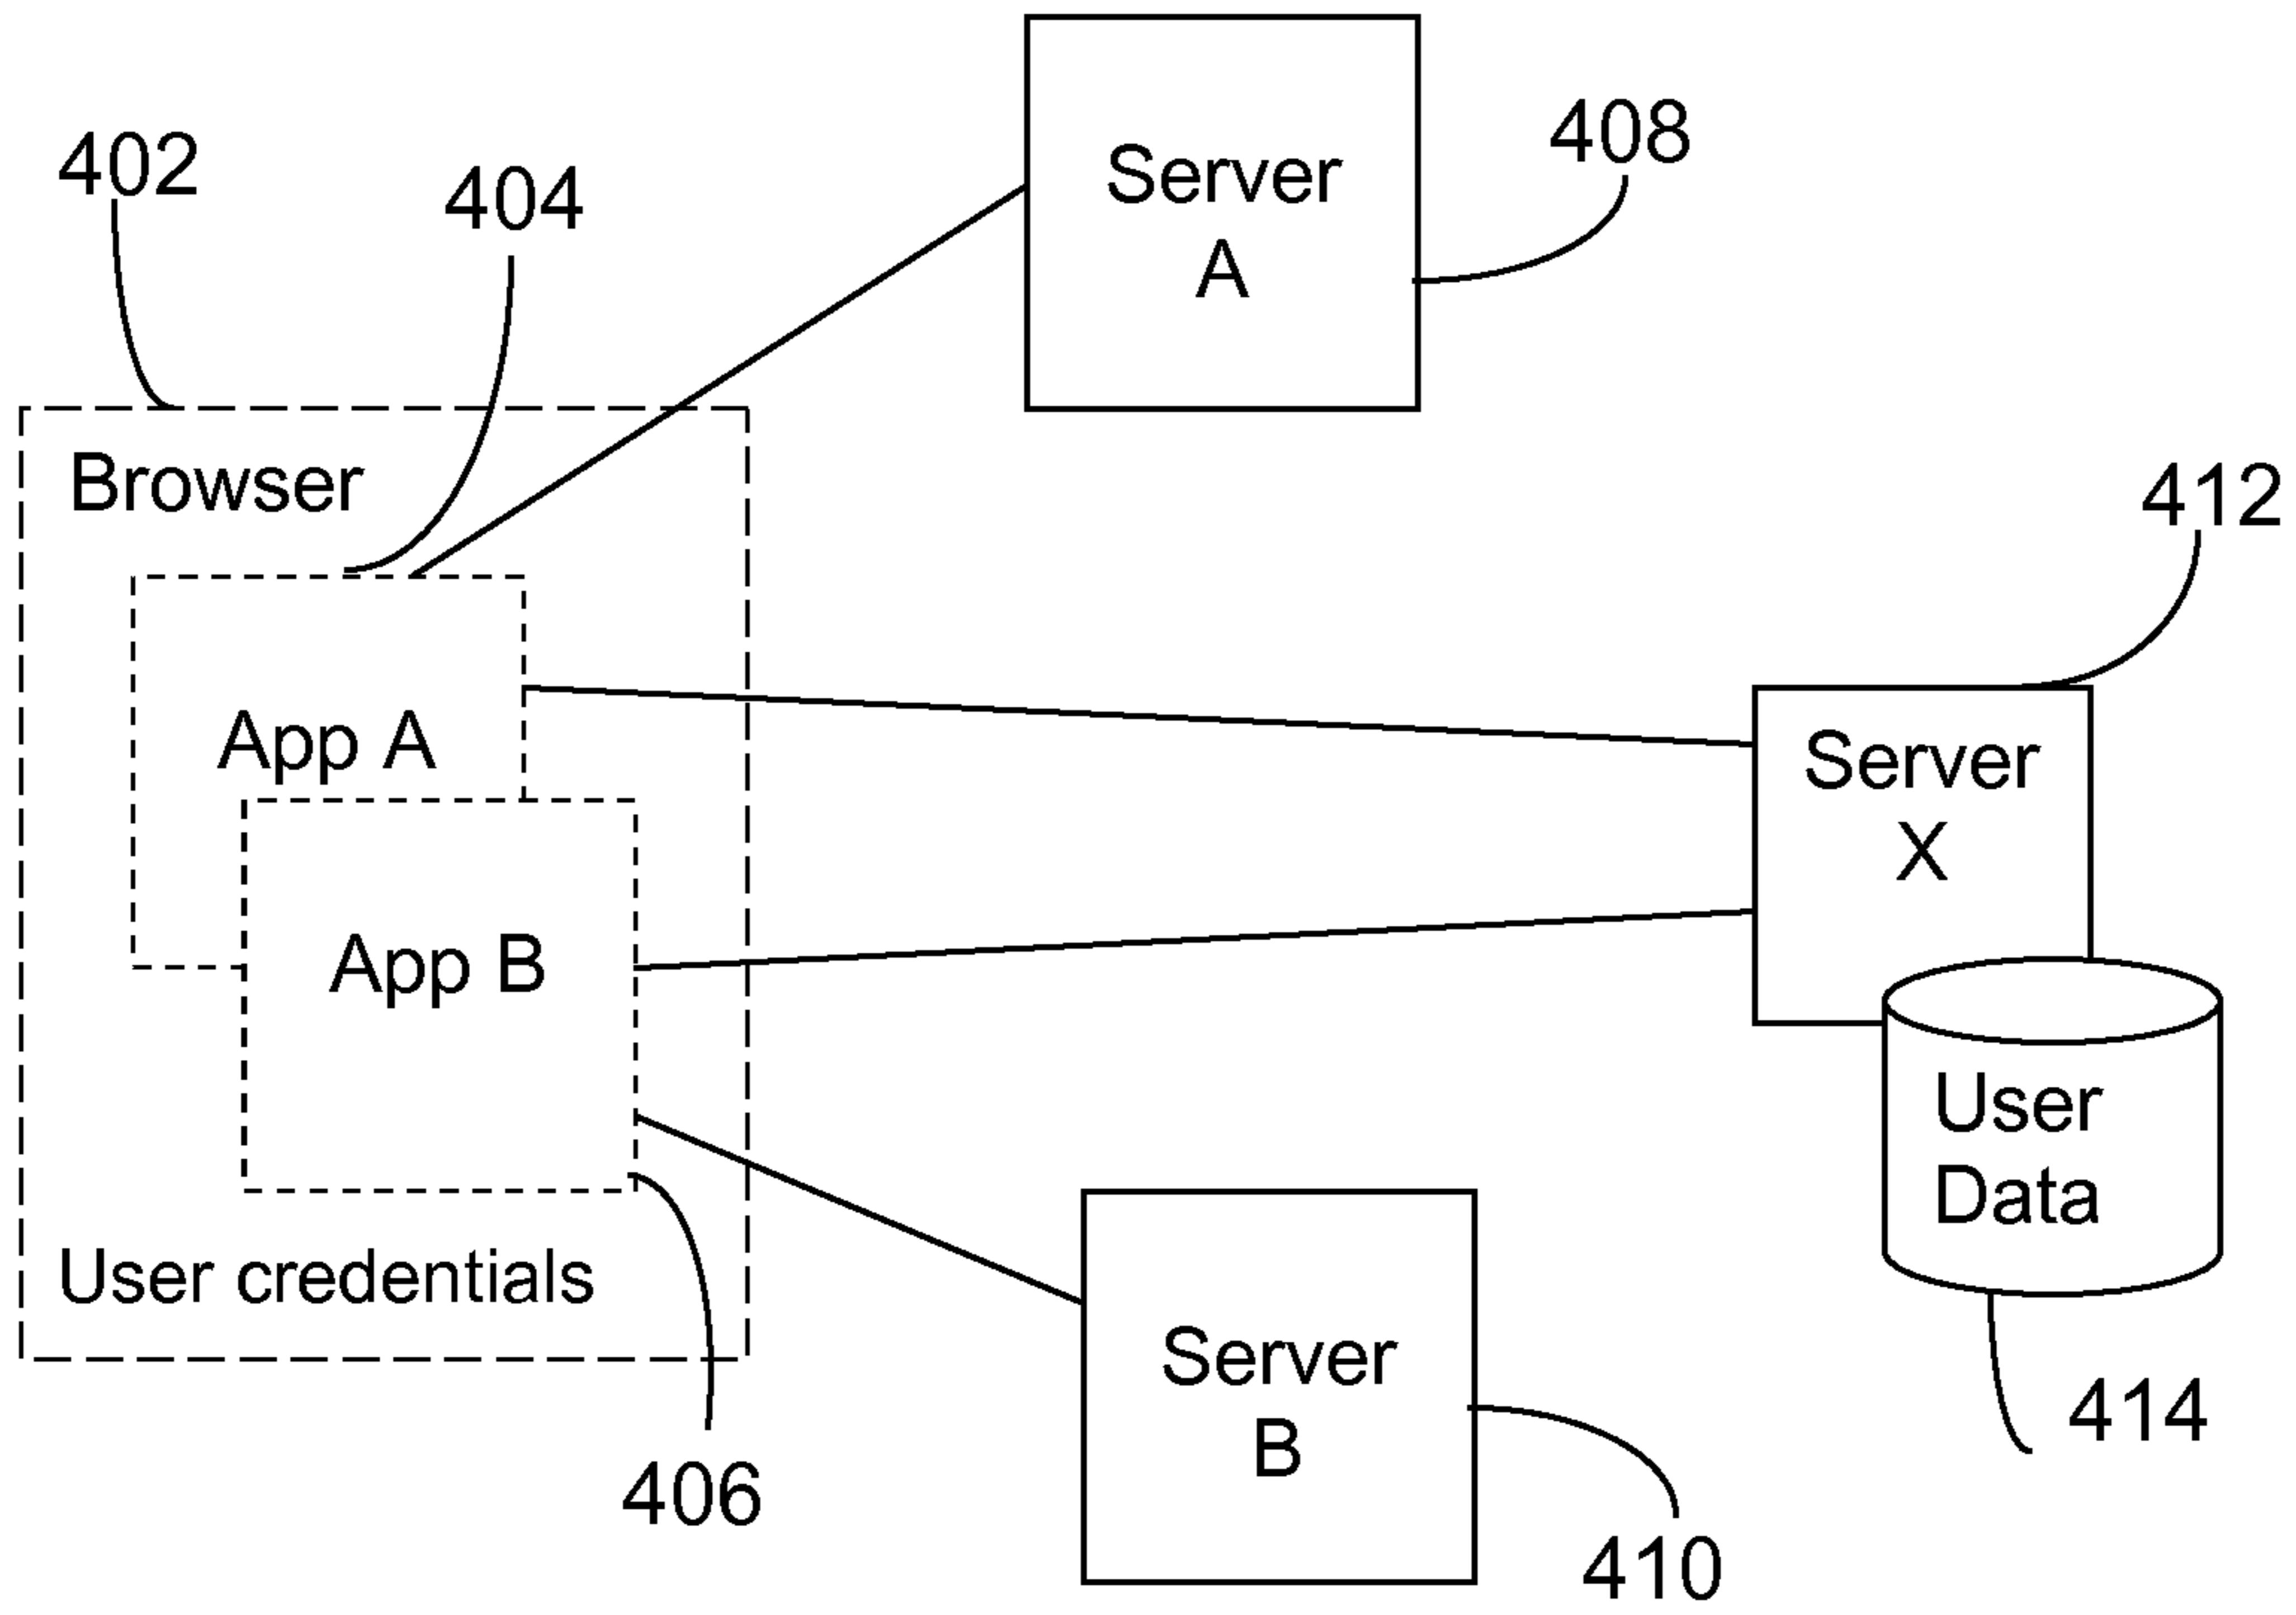 402
404
Server
A
408
Browser
412
App A
Server
X
App B
User
Data
User credentials
Server
B
414
406
410